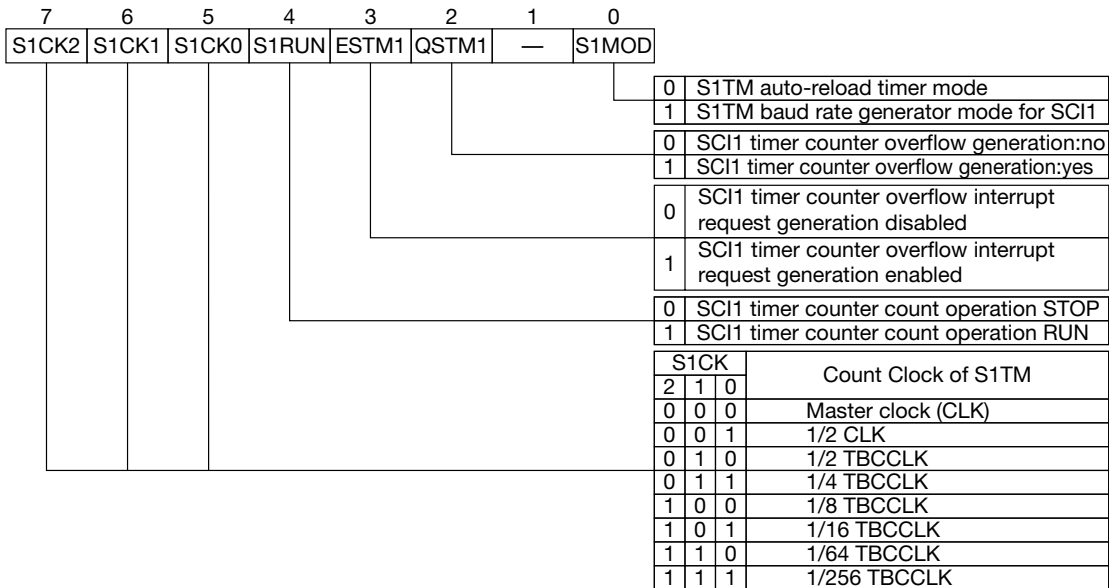 7 6 5 4 3 2 1 0
S1CK2 S1CK1 S1CK0 S1RUN ESTM1 QSTM1 — S1MOD
0 S1TM auto-reload timer mode
1 S1TM baud rate generator mode for SCI1
0 SCI1 timer counter overflow generation:no
1 SCI1 timer counter overflow generation:yes
0 SCI1 timer counter overflow interrupt
request generation disabled
1 SCI1 timer counter overflow interrupt
request generation enabled
0 SCI1 timer counter count operation STOP
1 SCI1 timer counter count operation RUN
S1CK
2 1 0 Count Clock of S1TM
0 0 0 Master clock (CLK)
0 0 1 1/2 CLK
0 1 0 1/2 TBCCLK
0 1 1 1/4 TBCCLK
1 0 0 1/8 TBCCLK
1 0 1 1/16 TBCCLK
1 1 0 1/64 TBCCLK
1 1 1 1/256 TBCCLK